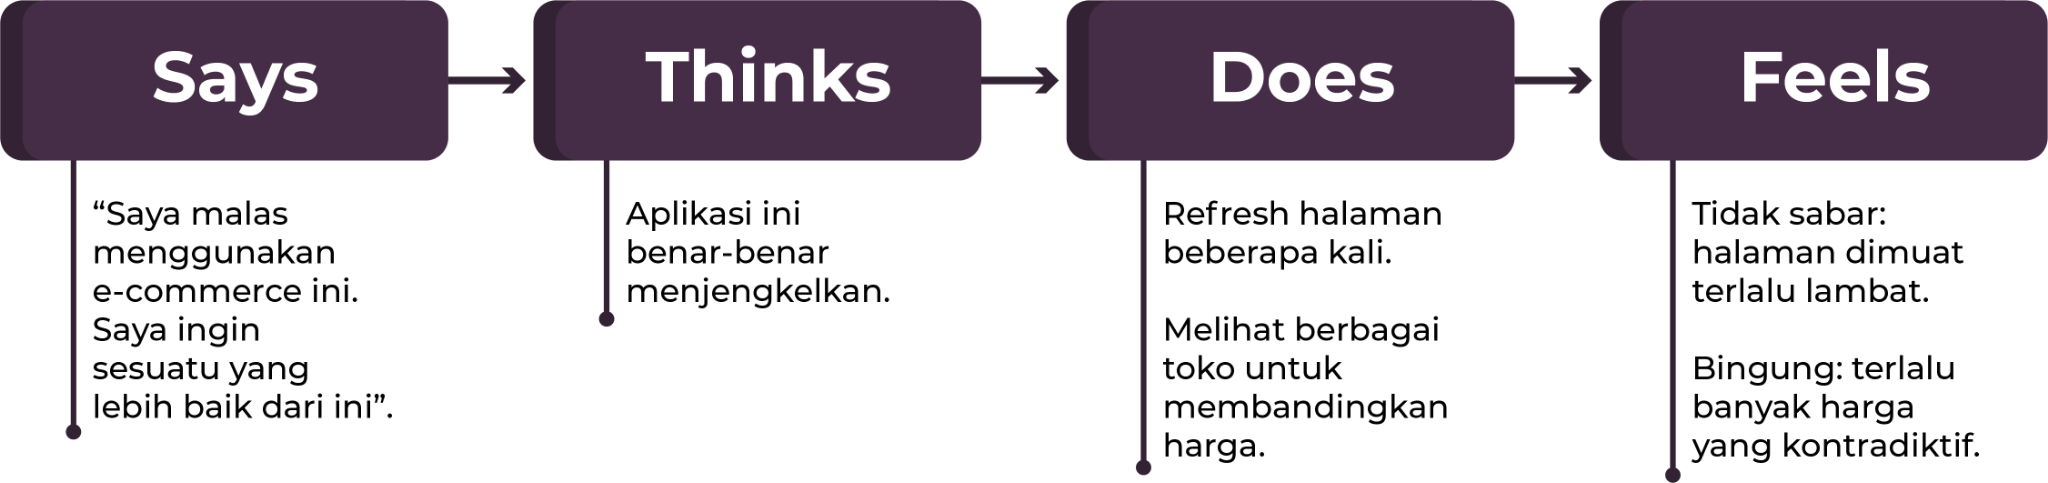 Says
“Saya malas
menggunakan
e-commerce ini.
Saya ingin
sesuatu yang
lebih baik dari ini”.
Thinks
Aplikasi ini
benar-benar
menjengkelkan.
Does
Refresh halaman
beberapa kali.
Melihat berbagai
toko untuk
membandingkan
harga.
Feels
Tidak sabar:
halaman dimuat
terlalu lambat.
Bingung: terlalu
banyak harga
yang kontradiktif.